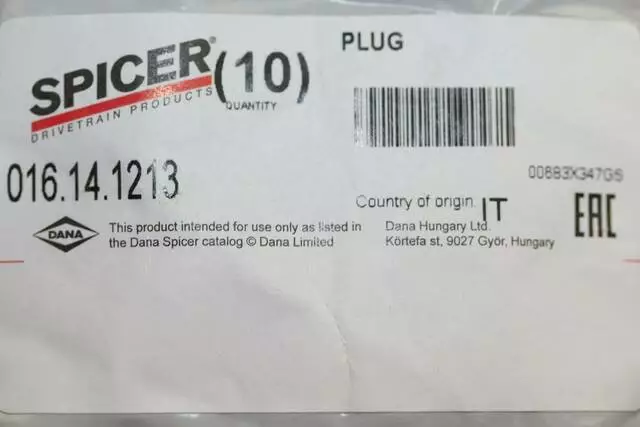 SPICER®
DRIVETRAIN PRODUCTS
(10)
QUANTITY
PLUG
00683X347GS
016.14.1213
Country of origin. IT
EAC
DANA
This product intended for use only as listed in
the Dana Spicer catalog © Dana Limited
Dana Hungary Ltd.
Körtefa st, 9027 Győr, Hungary